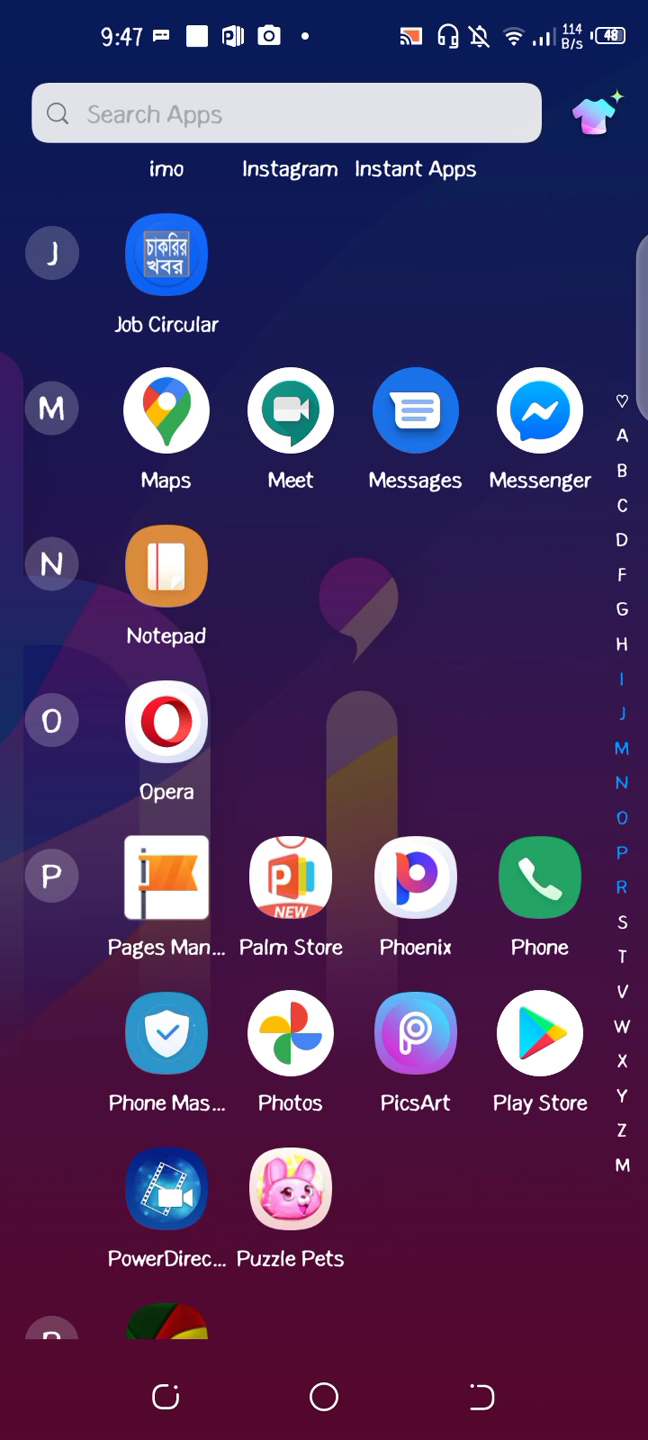 9:47 114 B/s 48
Search Apps
imo Instagram Instant Apps
J
চাকরির
খবর
Job Circular
M
Maps Meet Messages Messenger
N
Notepad
O
Opera
P
NEW
Pages Man... Palm Store Phoenix Phone
Phone Mas... Photos PicsArt Play Store
PowerDirec... Puzzle Pets
A
B
C
D
F
G
H
I
J
M
N
O
P
R
S
T
V
W
X
Y
Z
M